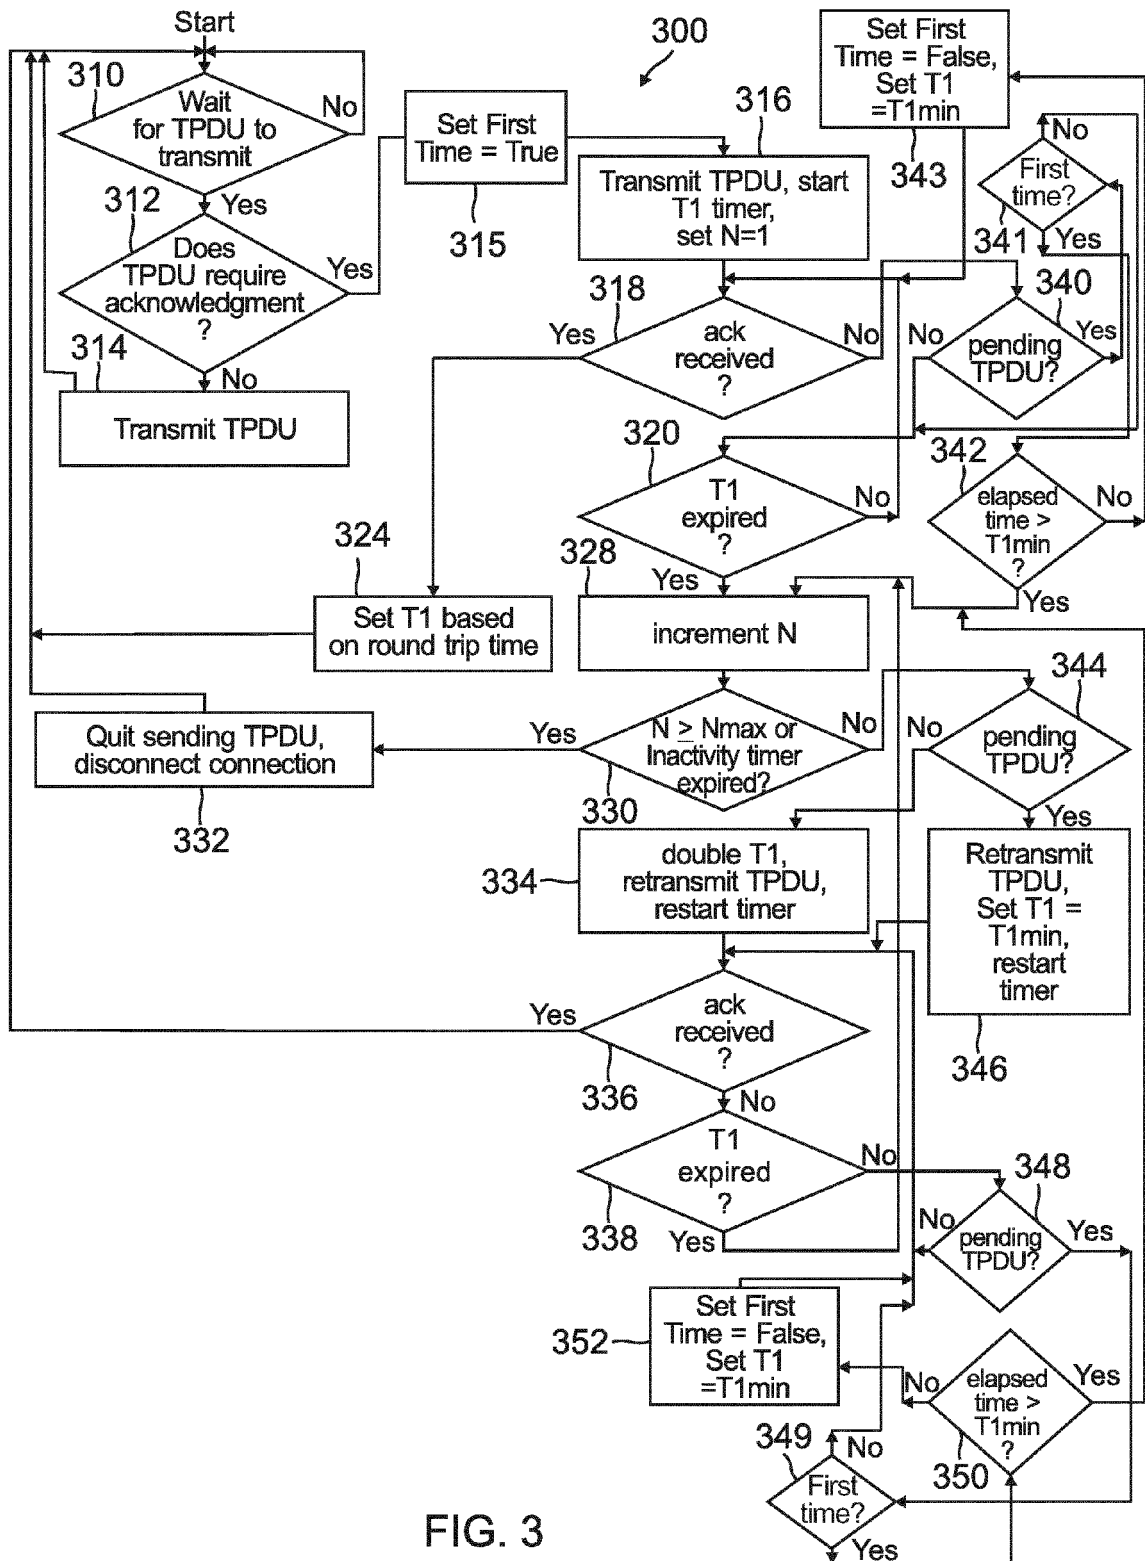 Start
300
310
Wait
for TPDU to
transmit
No
Yes
312
Does
TPDU require
acknowledgment
?
Yes
No
314
Transmit TPDU
Set First
Time = True
315
316
Transmit TPDU, start
T1 timer,
set N=1
Set First
Time = False,
Set T1
=T1min
343
No
First
time?
341
Yes
318
Yes
ack
received
?
No
340
No
pending
TPDU?
Yes
320
T1
expired
?
No
Yes
342
elapsed
time >
T1min
?
No
Yes
324
Set T1 based
on round trip time
328
increment N
Yes
N ≥ Nmax or
Inactivity timer
expired?
No
330
344
No
pending
TPDU?
Yes
Quit sending TPDU,
disconnect connection
332
334
double T1,
retransmit TPDU,
restart timer
Retransmit
TPDU,
Set T1 =
T1min,
restart
timer
346
Yes
ack
received
?
336
No
T1
expired
?
No
338
Yes
348
No
pending
TPDU?
Yes
352
Set First
Time = False,
Set T1
=T1min
No
elapsed
time >
T1min
?
Yes
350
349
No
First
time?
Yes
FIG. 3